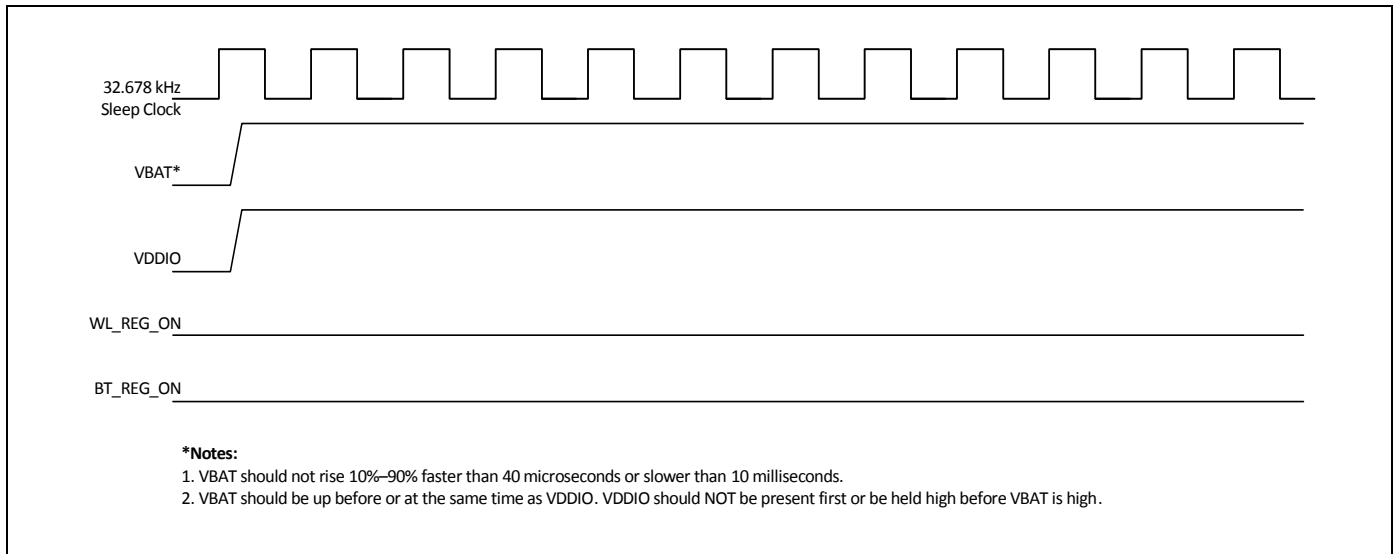 32.678 kHz
Sleep Clock
VBAT*
VDDIO
WL_REG_ON
BT_REG_ON
*Notes:
1. VBAT should not rise 10%–90% faster than 40 microseconds or slower than 10 milliseconds.
2. VBAT should be up before or at the same time as VDDIO. VDDIO should NOT be present first or be held high before VBAT is high.